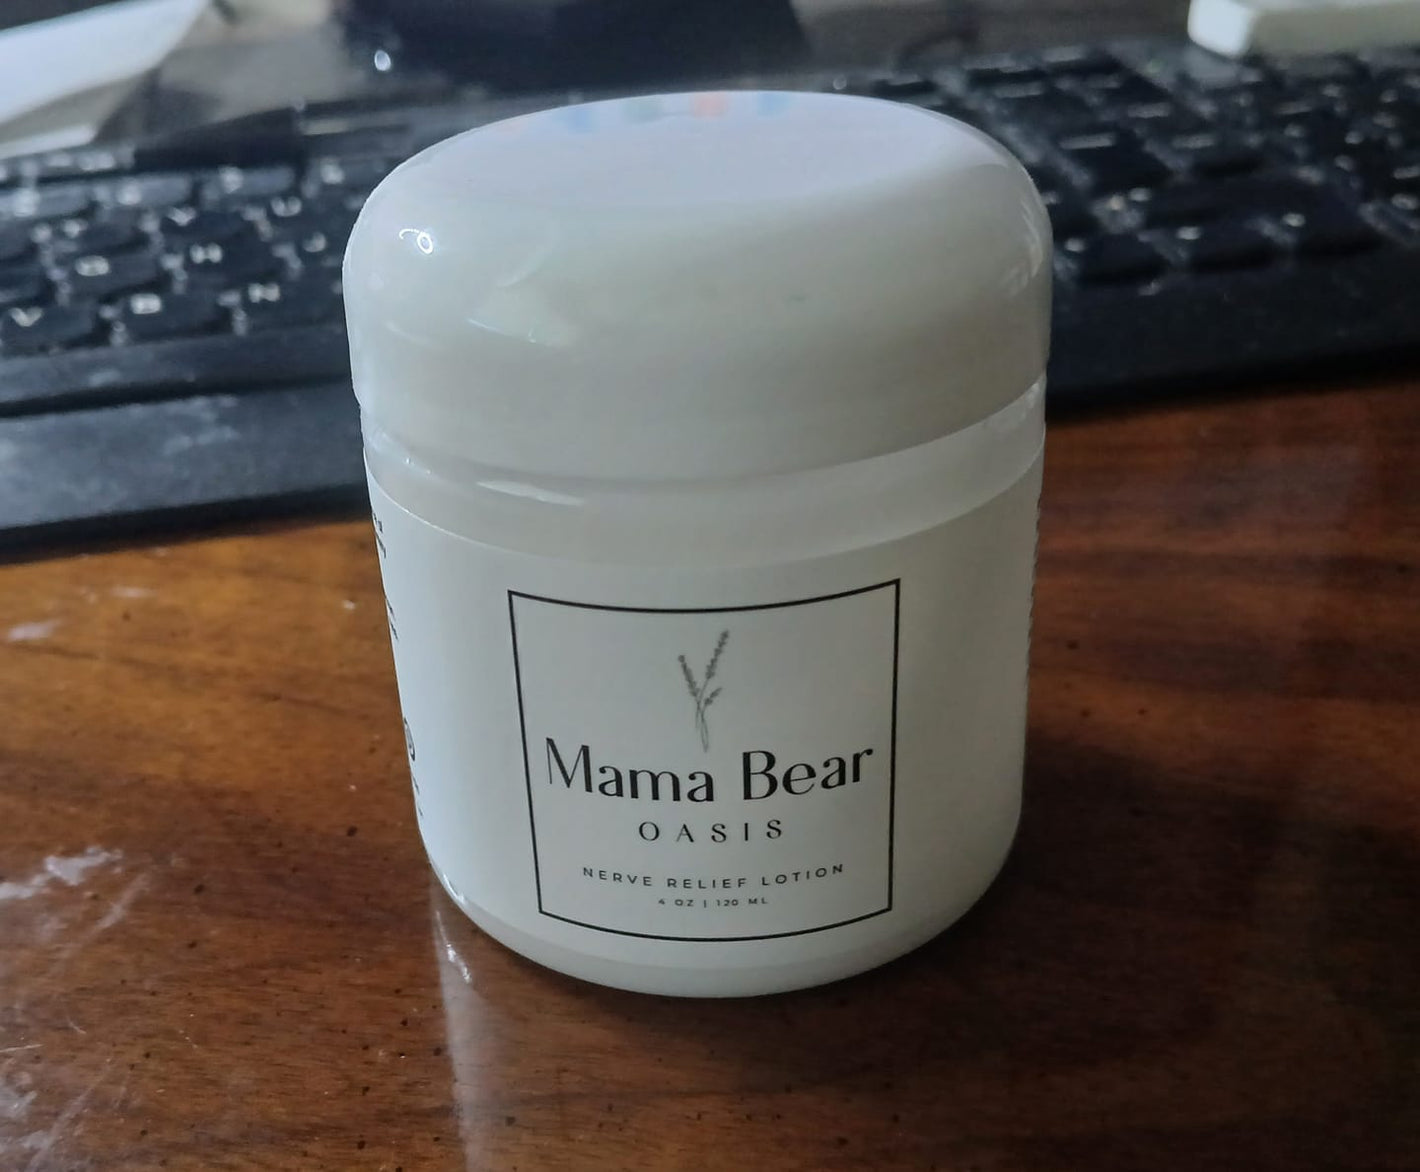 Mama Bear
OASIS
NERVE RELIEF LOTION
4 OZ | 120 ML
H
B
V
B
N